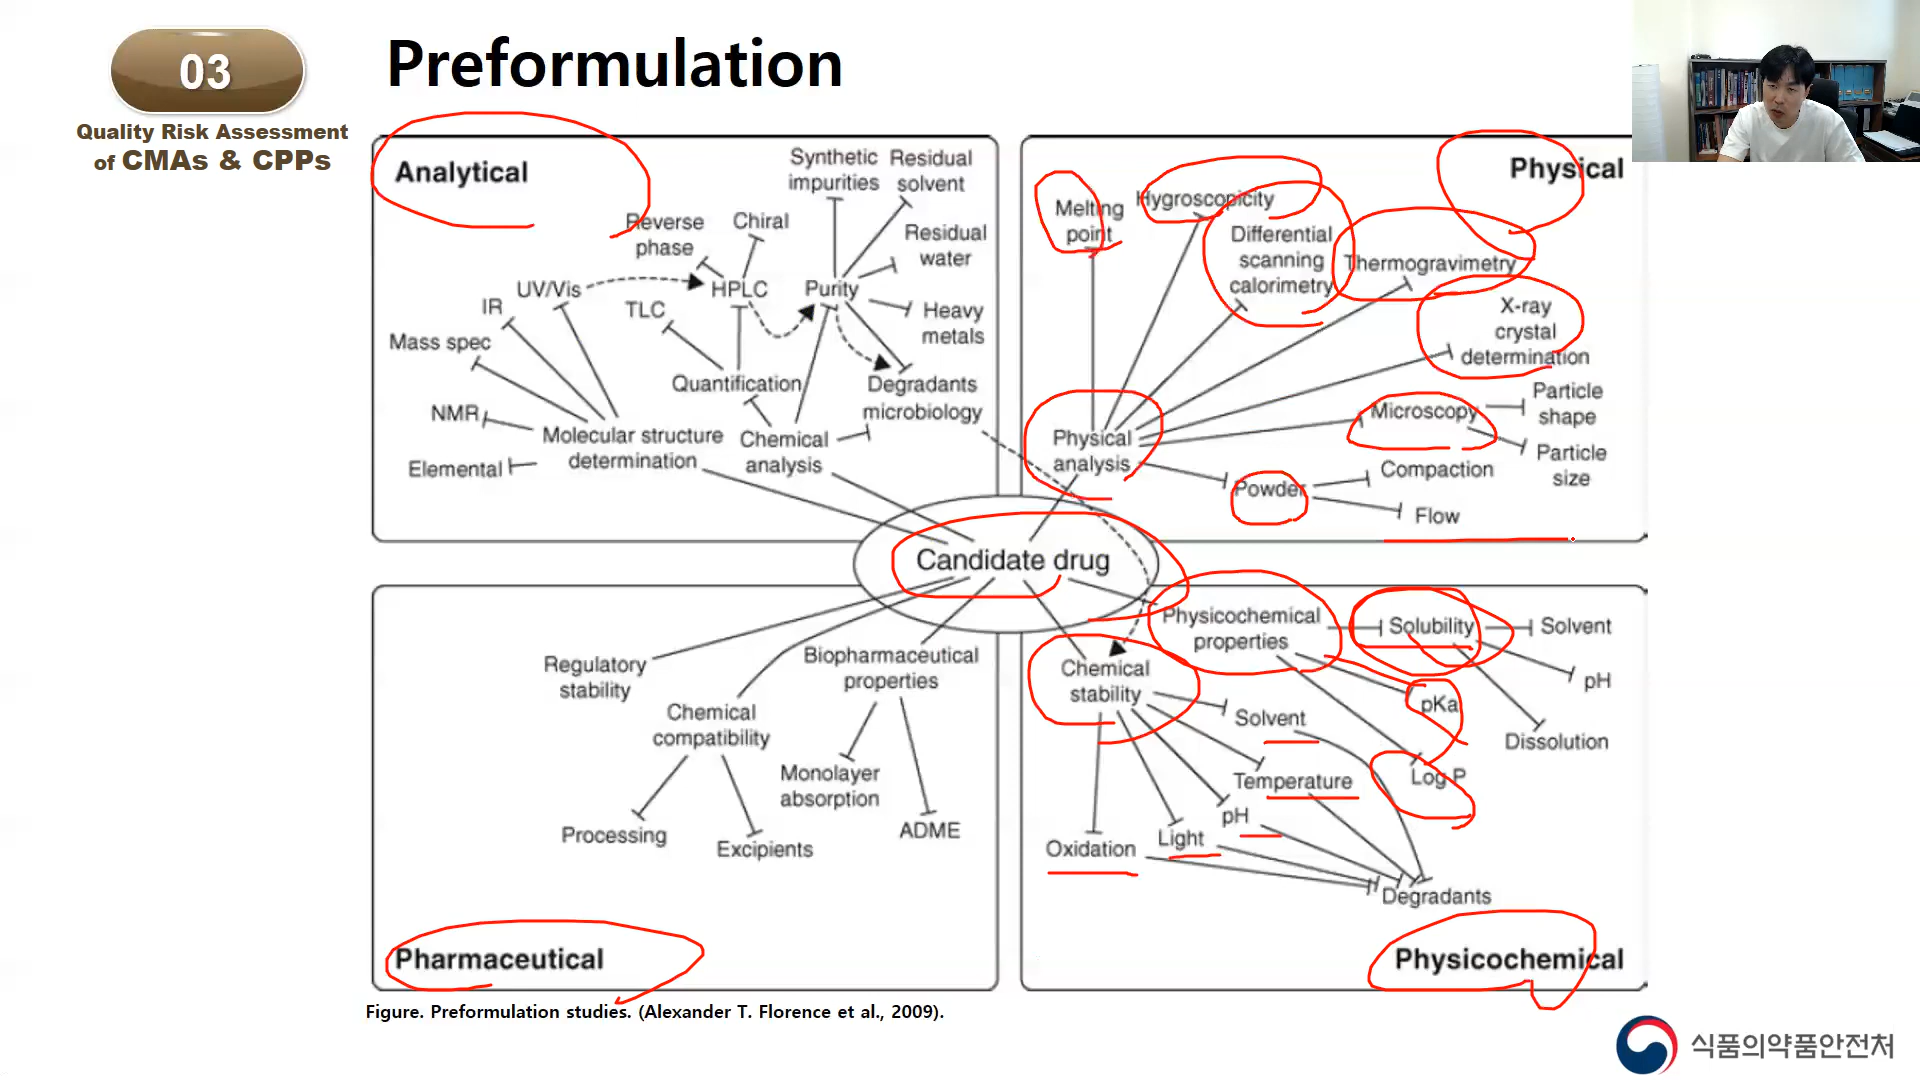 03
Quality Risk Assessment
of CMAs & CPPs
Preformulation
Analytical
Synthetic
impurities
Residual
solvent
Reverse
phase
Chiral
Residual
water
UV/Vis
HPLC
Purity
IR
TLC
Heavy
metals
Mass spec
Quantification
Degradants
microbiology
NMR
Molecular structure
determination
Chemical
analysis
Elemental
Physical
Melting
point
Hygroscopicity
Differential
scanning
calorimetry
Thermogravimetry
X-ray
crystal
determination
Microscopy
Particle
shape
Particle
size
Physical
analysis
Powder
Compaction
Flow
Candidate drug
Regulatory
stability
Biopharmaceutical
properties
Chemical
compatibility
Monolayer
absorption
Processing
Excipients
ADME
Pharmaceutical
Physicochemical
properties
Solubility
Solvent
pH
Dissolution
pKa
Log P
Chemical
stability
Solvent
Temperature
pH
Light
Oxidation
Degradants
Physicochemical
Figure. Preformulation studies. (Alexander T. Florence et al., 2009).
식품의약품안전처